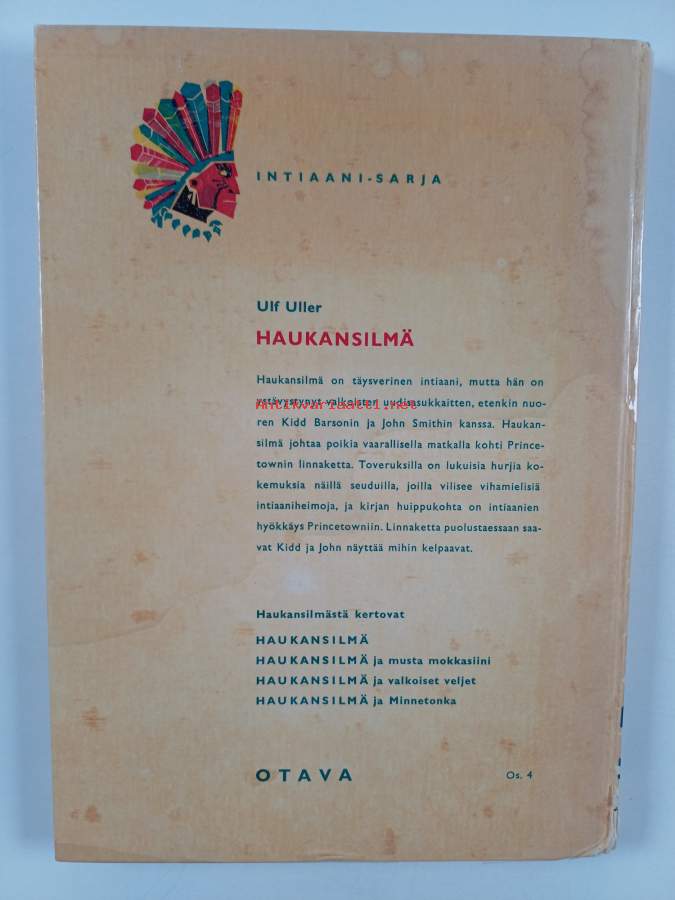 INTIAANI-SARJA
Ulf Uller
HAUKANSILMÄ
Haukansilmä on täysverinen intiaani, mutta hän on
ystävystynyt valkoisten uudisasukkaitten, etenkin nuo-
Antikvariaatti.net
ren Kidd Barsonin ja John Smithin kanssa. Haukan-
silmä johtaa poikia vaarallisella matkalla kohti Prince-
townin linnaketta. Toveruksilla on lukuisia hurjia ko-
kemuksia näillä seuduilla, joilla vilisee vihamielisiä
intiaaniheimoja, ja kirjan huippukohta on intiaanien
hyökkäys Princetowniin. Linnaketta puolustaessaan saa-
vat Kidd ja John näyttää mihin kelpaavat.
Haukansilmästä kertovat
HAUKANSILMÄ
HAUKANSILMÄ ja musta mokkasiini
HAUKANSILMÄ ja valkoiset veljet
HAUKANSILMÄ ja Minnetonka
OTAVA
Os. 4